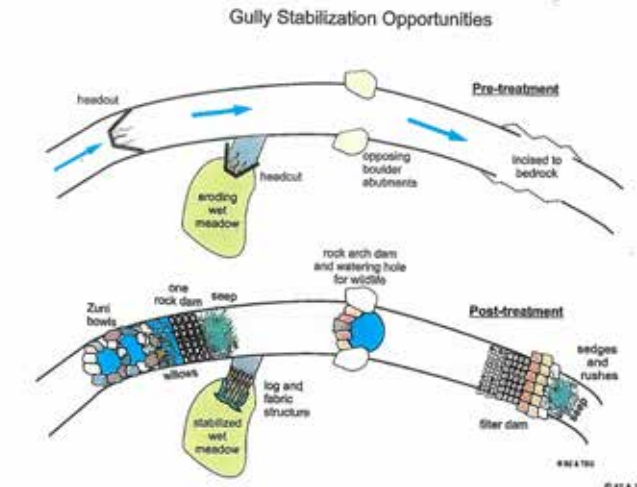 Gully Stabilization Opportunities
headcut
Pre-treatment
opposing
boulder
abutments
headcut
incised to
bedrock
eroding
wet
meadow
rock arch dam
and watering hole
for wildlife
one
rock dam
seep
Zuni
bowls
Post-treatment
sedges
and
rushes
willows
log and
fabric
structure
seep
filter dam
stabilized
wet
meadow